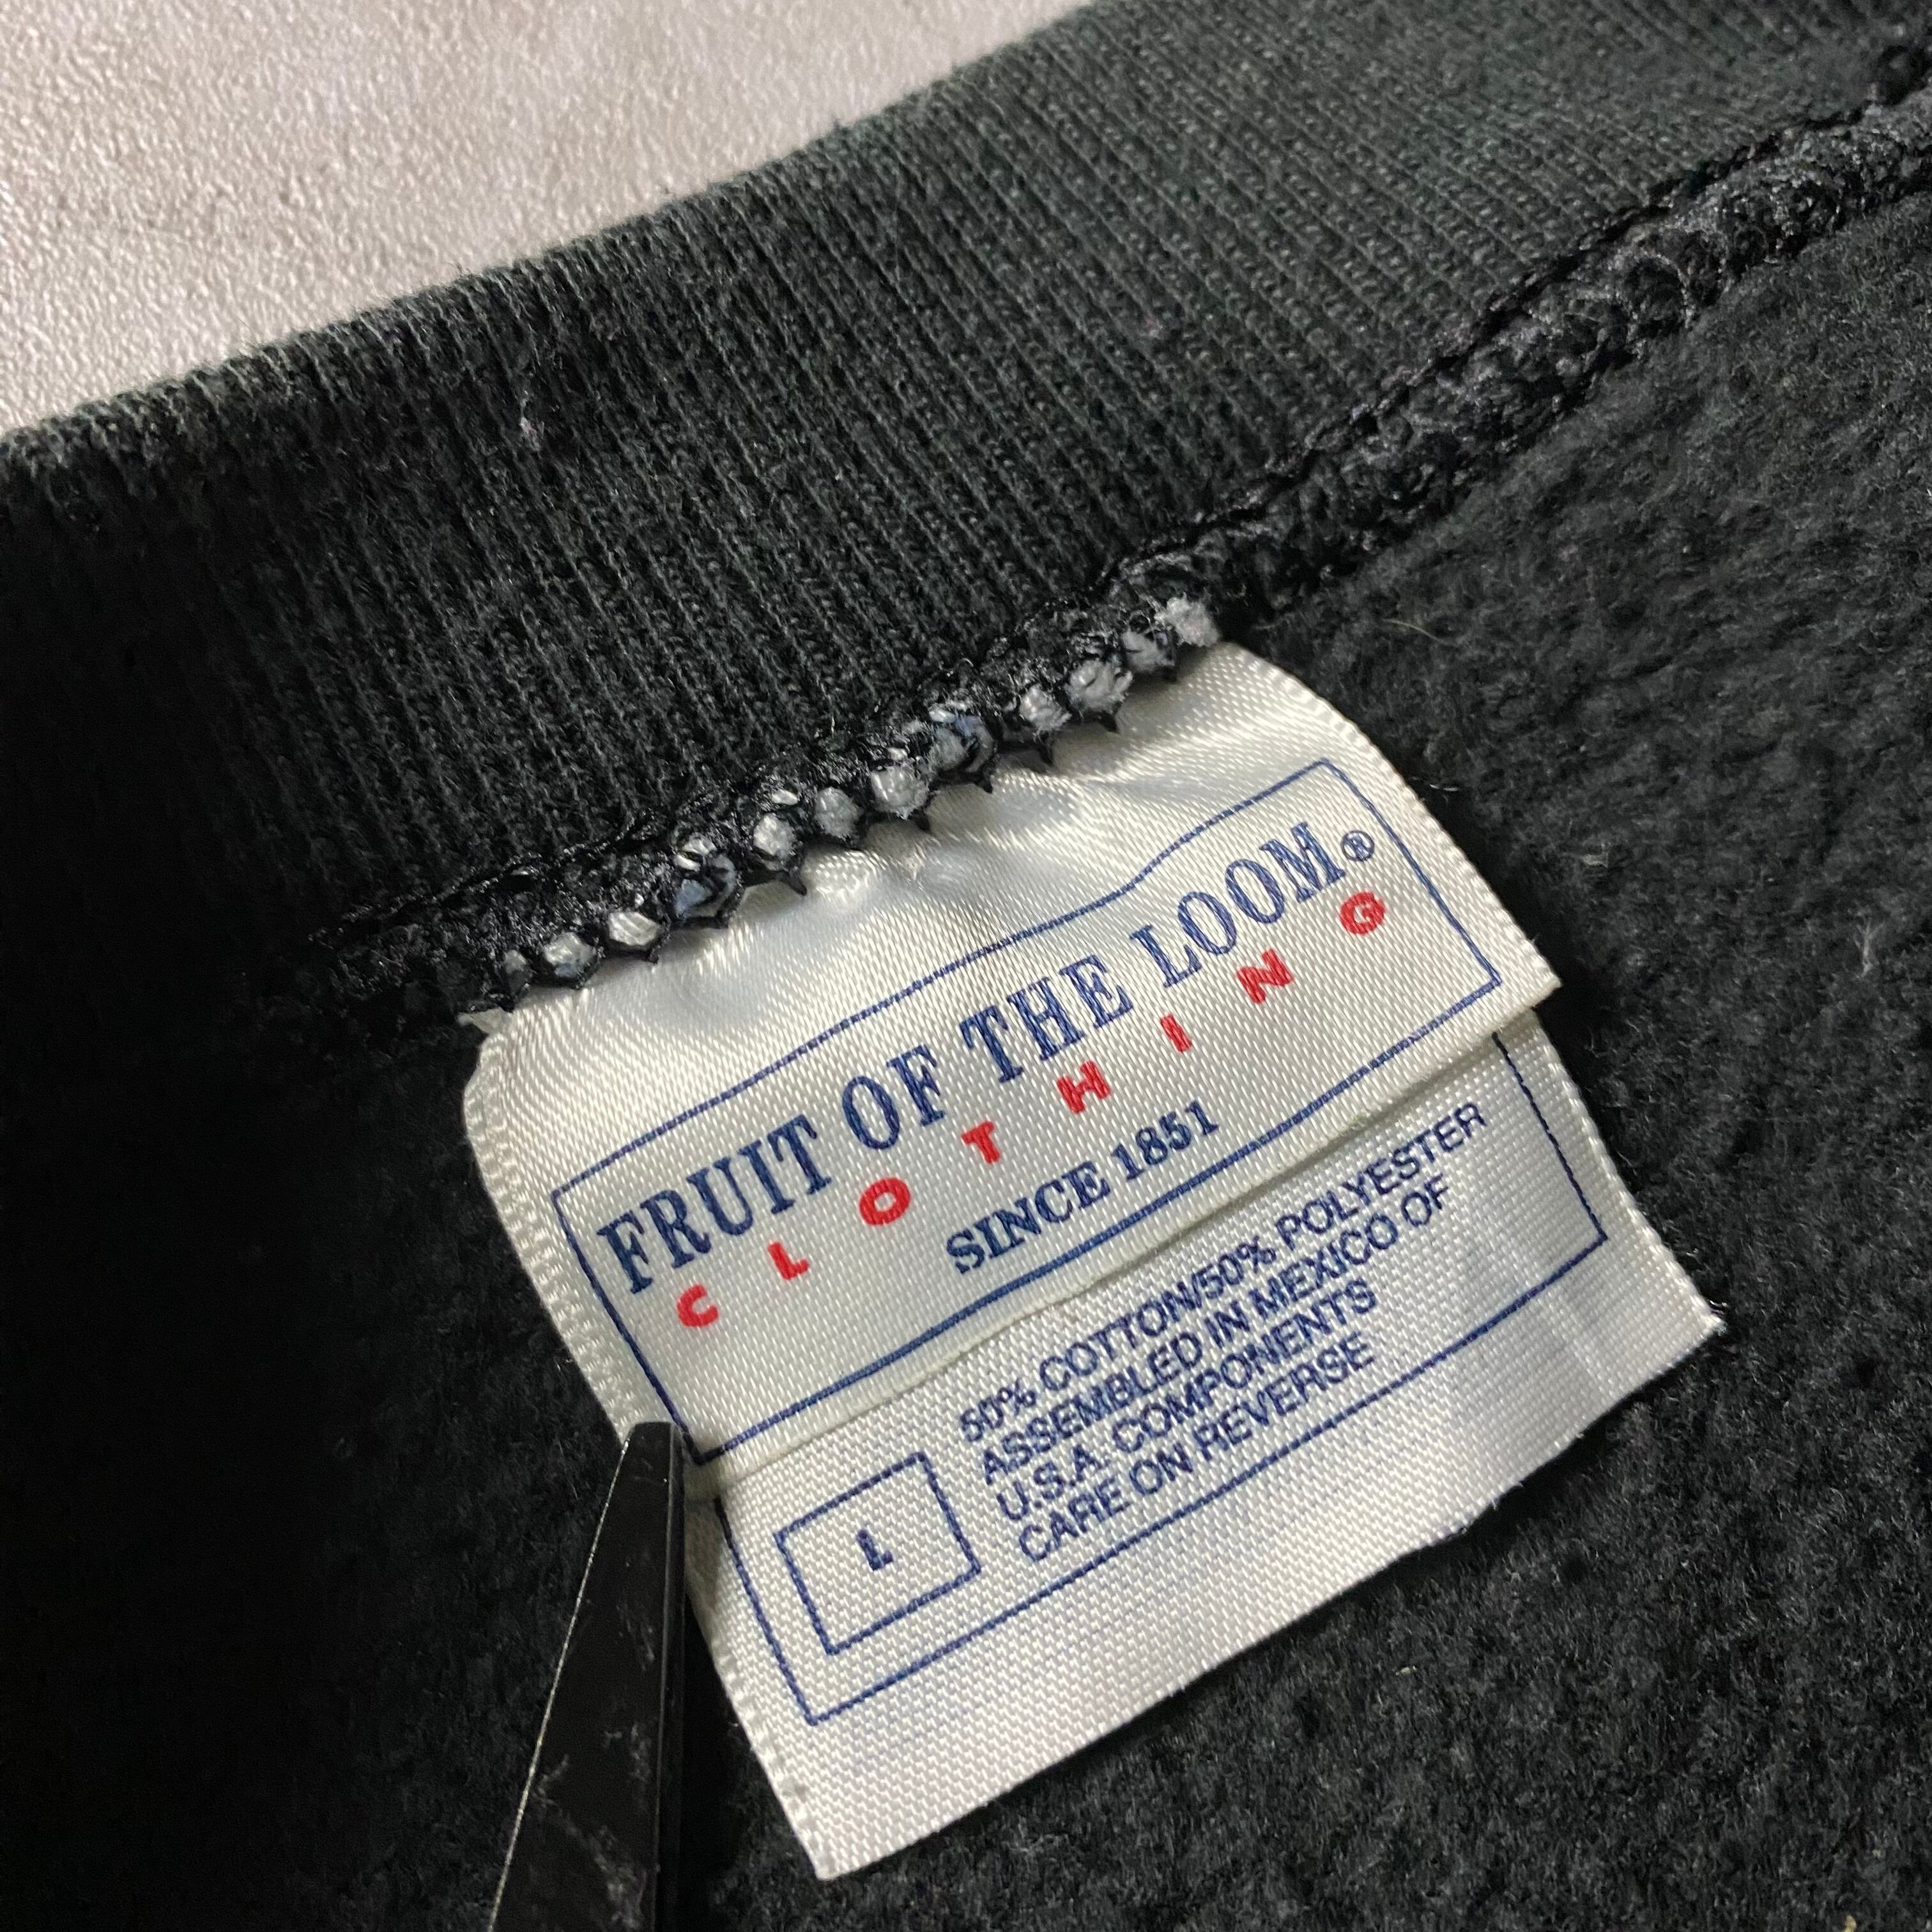 FRUIT OF THE LOOM®
CLOTHING
SINCE 1851
50% COTTON/50% POLYESTER
ASSEMBLED IN MEXICO OF
U.S.A. COMPONENTS
CARE ON REVERSE
L